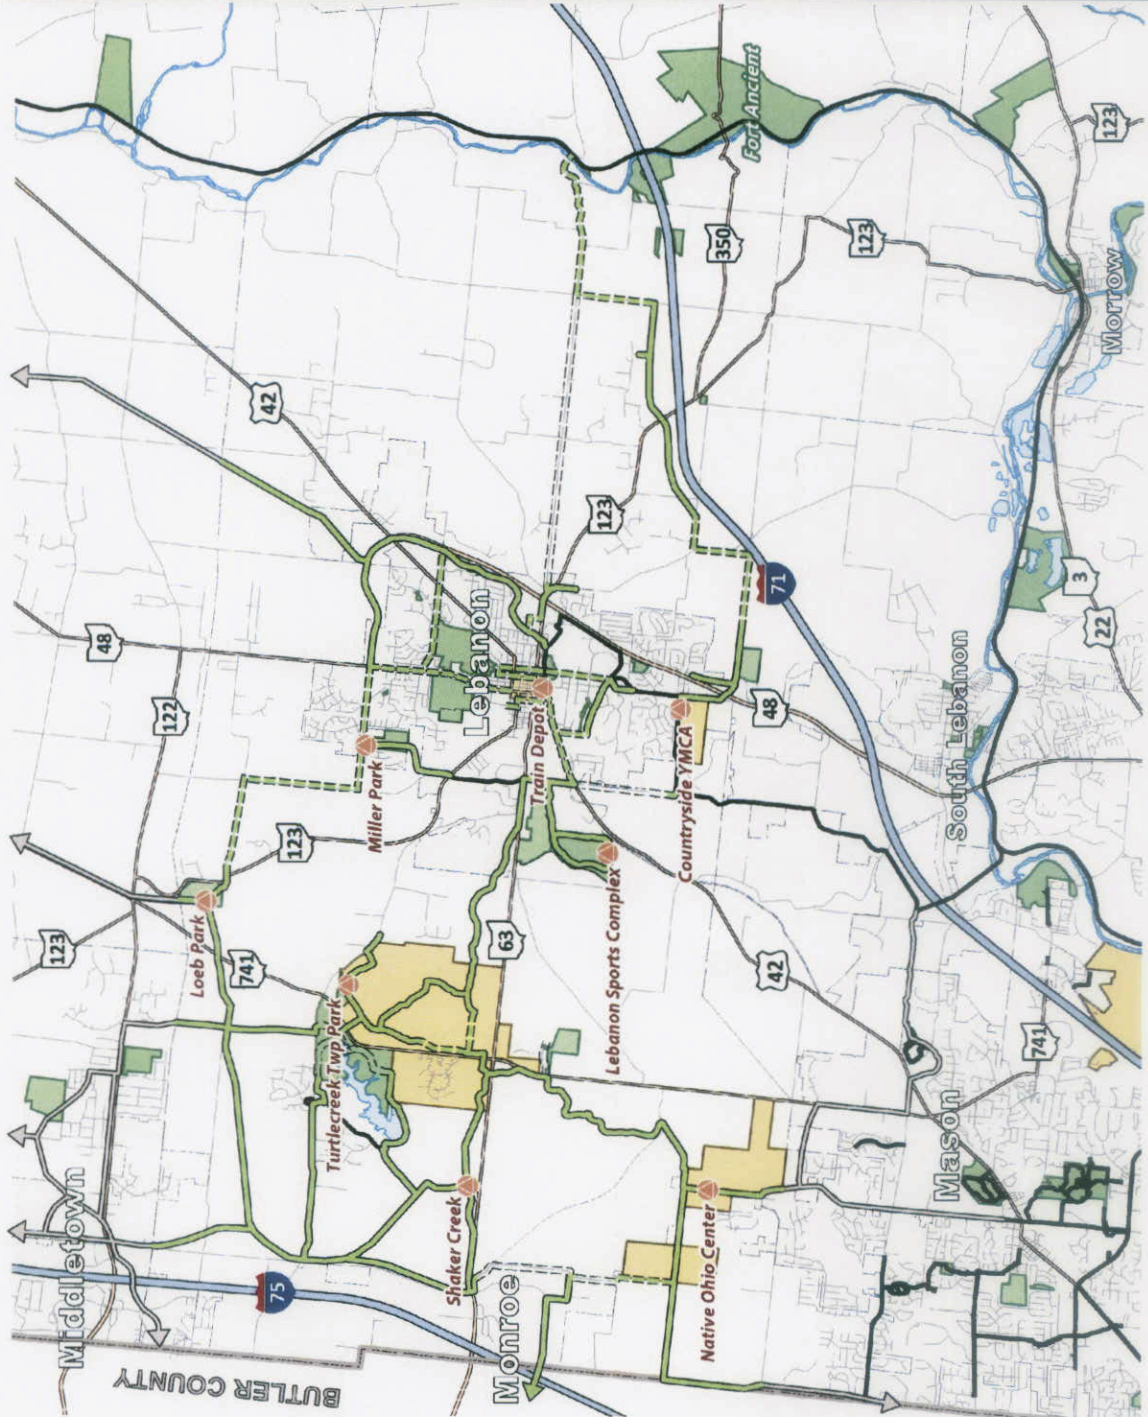 Middletown
BUTLER COUNTY
75
Monroe
Shaker Creek
Native Ohio Center
Mason
741
Turtlecreek Twp Park
741
123
Loeb Park
123
63
Lebanon Sports Complex
42
Countryside YMCA
Miller Park
Train Depot
Lebanon
122
48
48
South Lebanon
71
22
3
123
42
350
123
Fort Ancient
Morrow
123